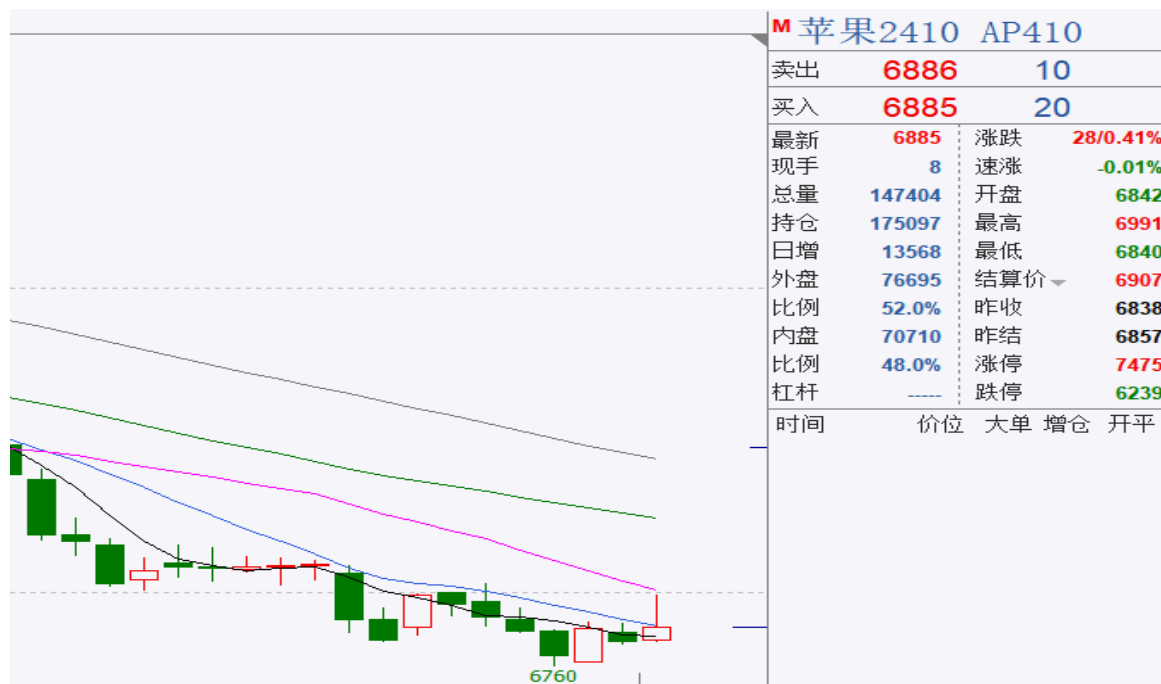 M 苹果2410 AP410
卖出 6886 10
买入 6885 20
最新 6885 涨跌 28/0.41%
现手 8 速涨 -0.01%
总量 147404 开盘 6842
持仓 175097 最高 6991
日增 13568 最低 6840
外盘 76695 结算价 6907
比例 52.0% 昨收 6838
内盘 70710 昨结 6857
比例 48.0% 涨停 7475
杠杆 ----- 跌停 6239
时间 价位 大单 增仓 开平
6760